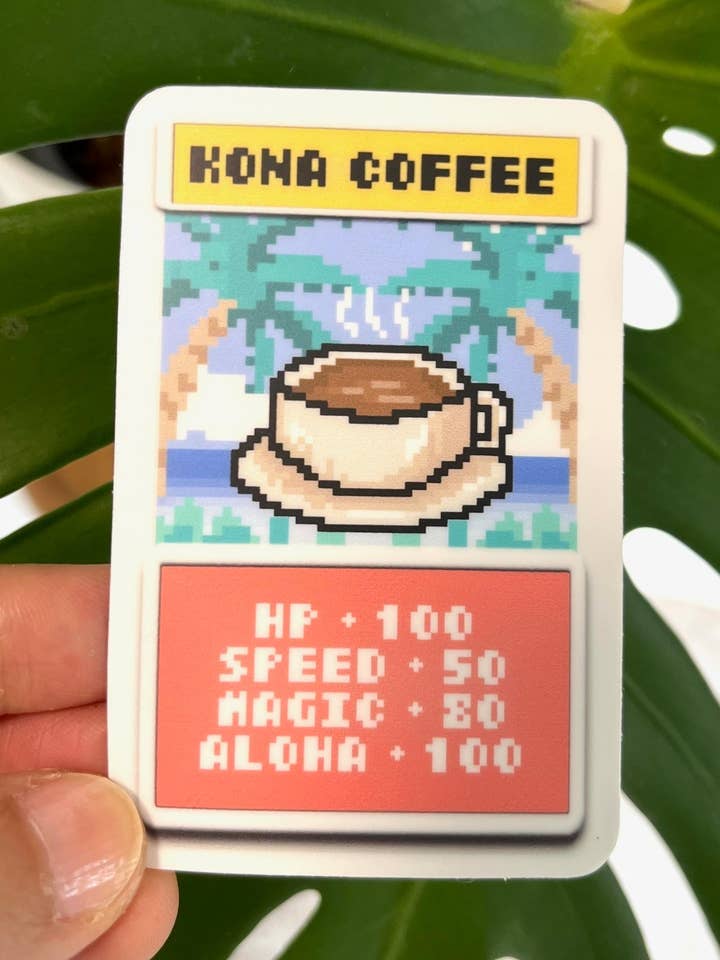 KONA COFFEE
HP + 100
SPEED + 50
MAGIC + 80
ALOHA + 100